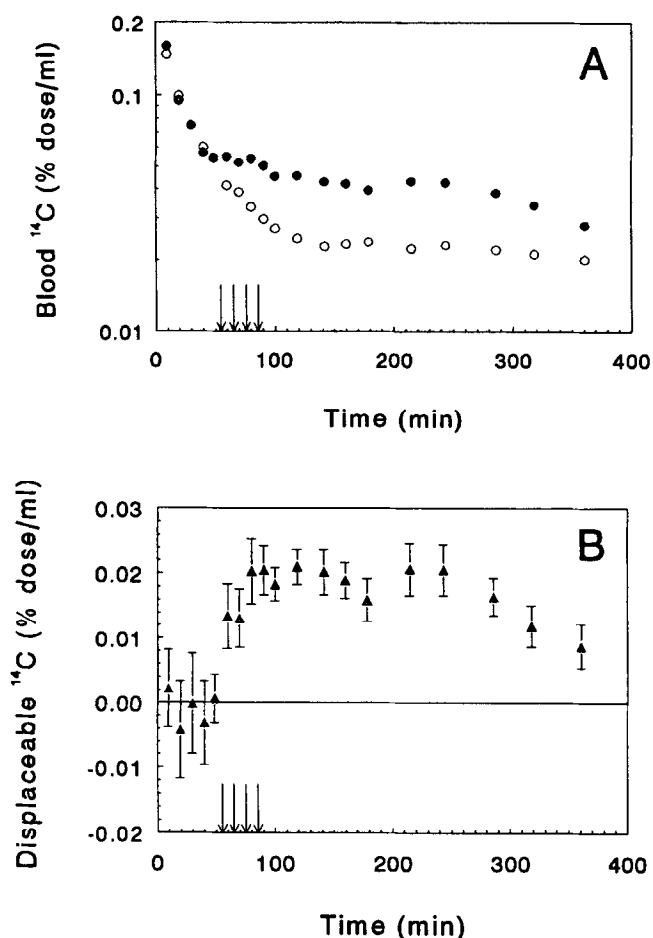 0.2
A
0.1
0.01
Blood ¹⁴C (% dose/ml)
0 100 200 300 400
Time (min)
0.03
B
0.02
0.01
0.00
-0.01
-0.02
Displaceable ¹⁴C (% dose/ml)
0 100 200 300 400
Time (min)